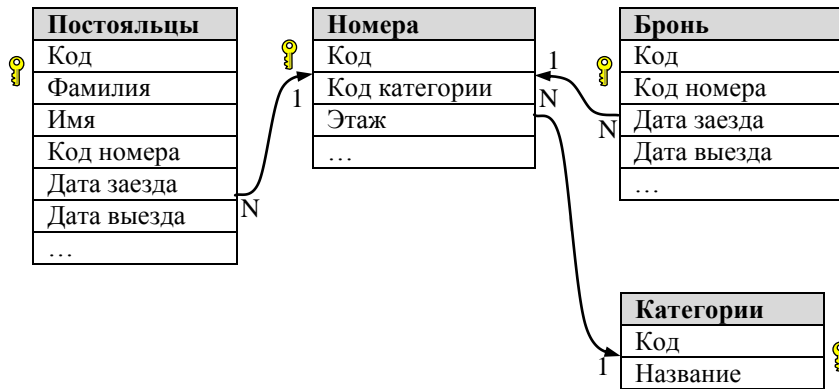 Постояльцы
Код
Фамилия
Имя
Код номера
Дата заезда
Дата выезда
…
1
N
Номера
Код
Код категории
Этаж
…
1
N
N
Бронь
Код
Код номера
Дата заезда
Дата выезда
…
Категории
Код
Название
1